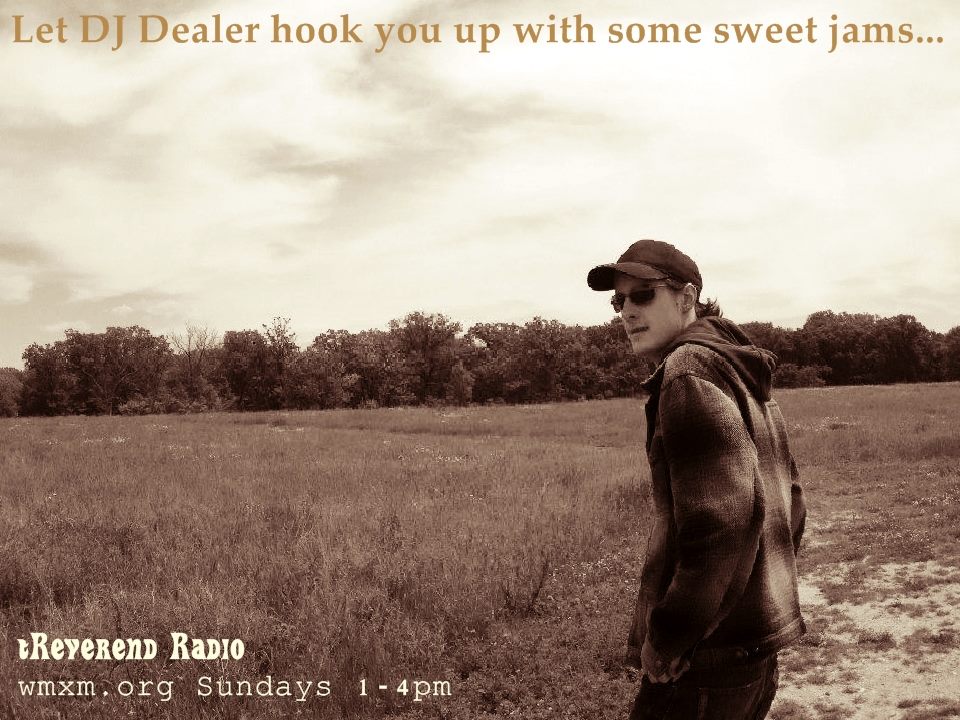 Let DJ Dealer hook you up with some sweet jams...
tReverend Radio
wmxm.org Sundays 1-4pm